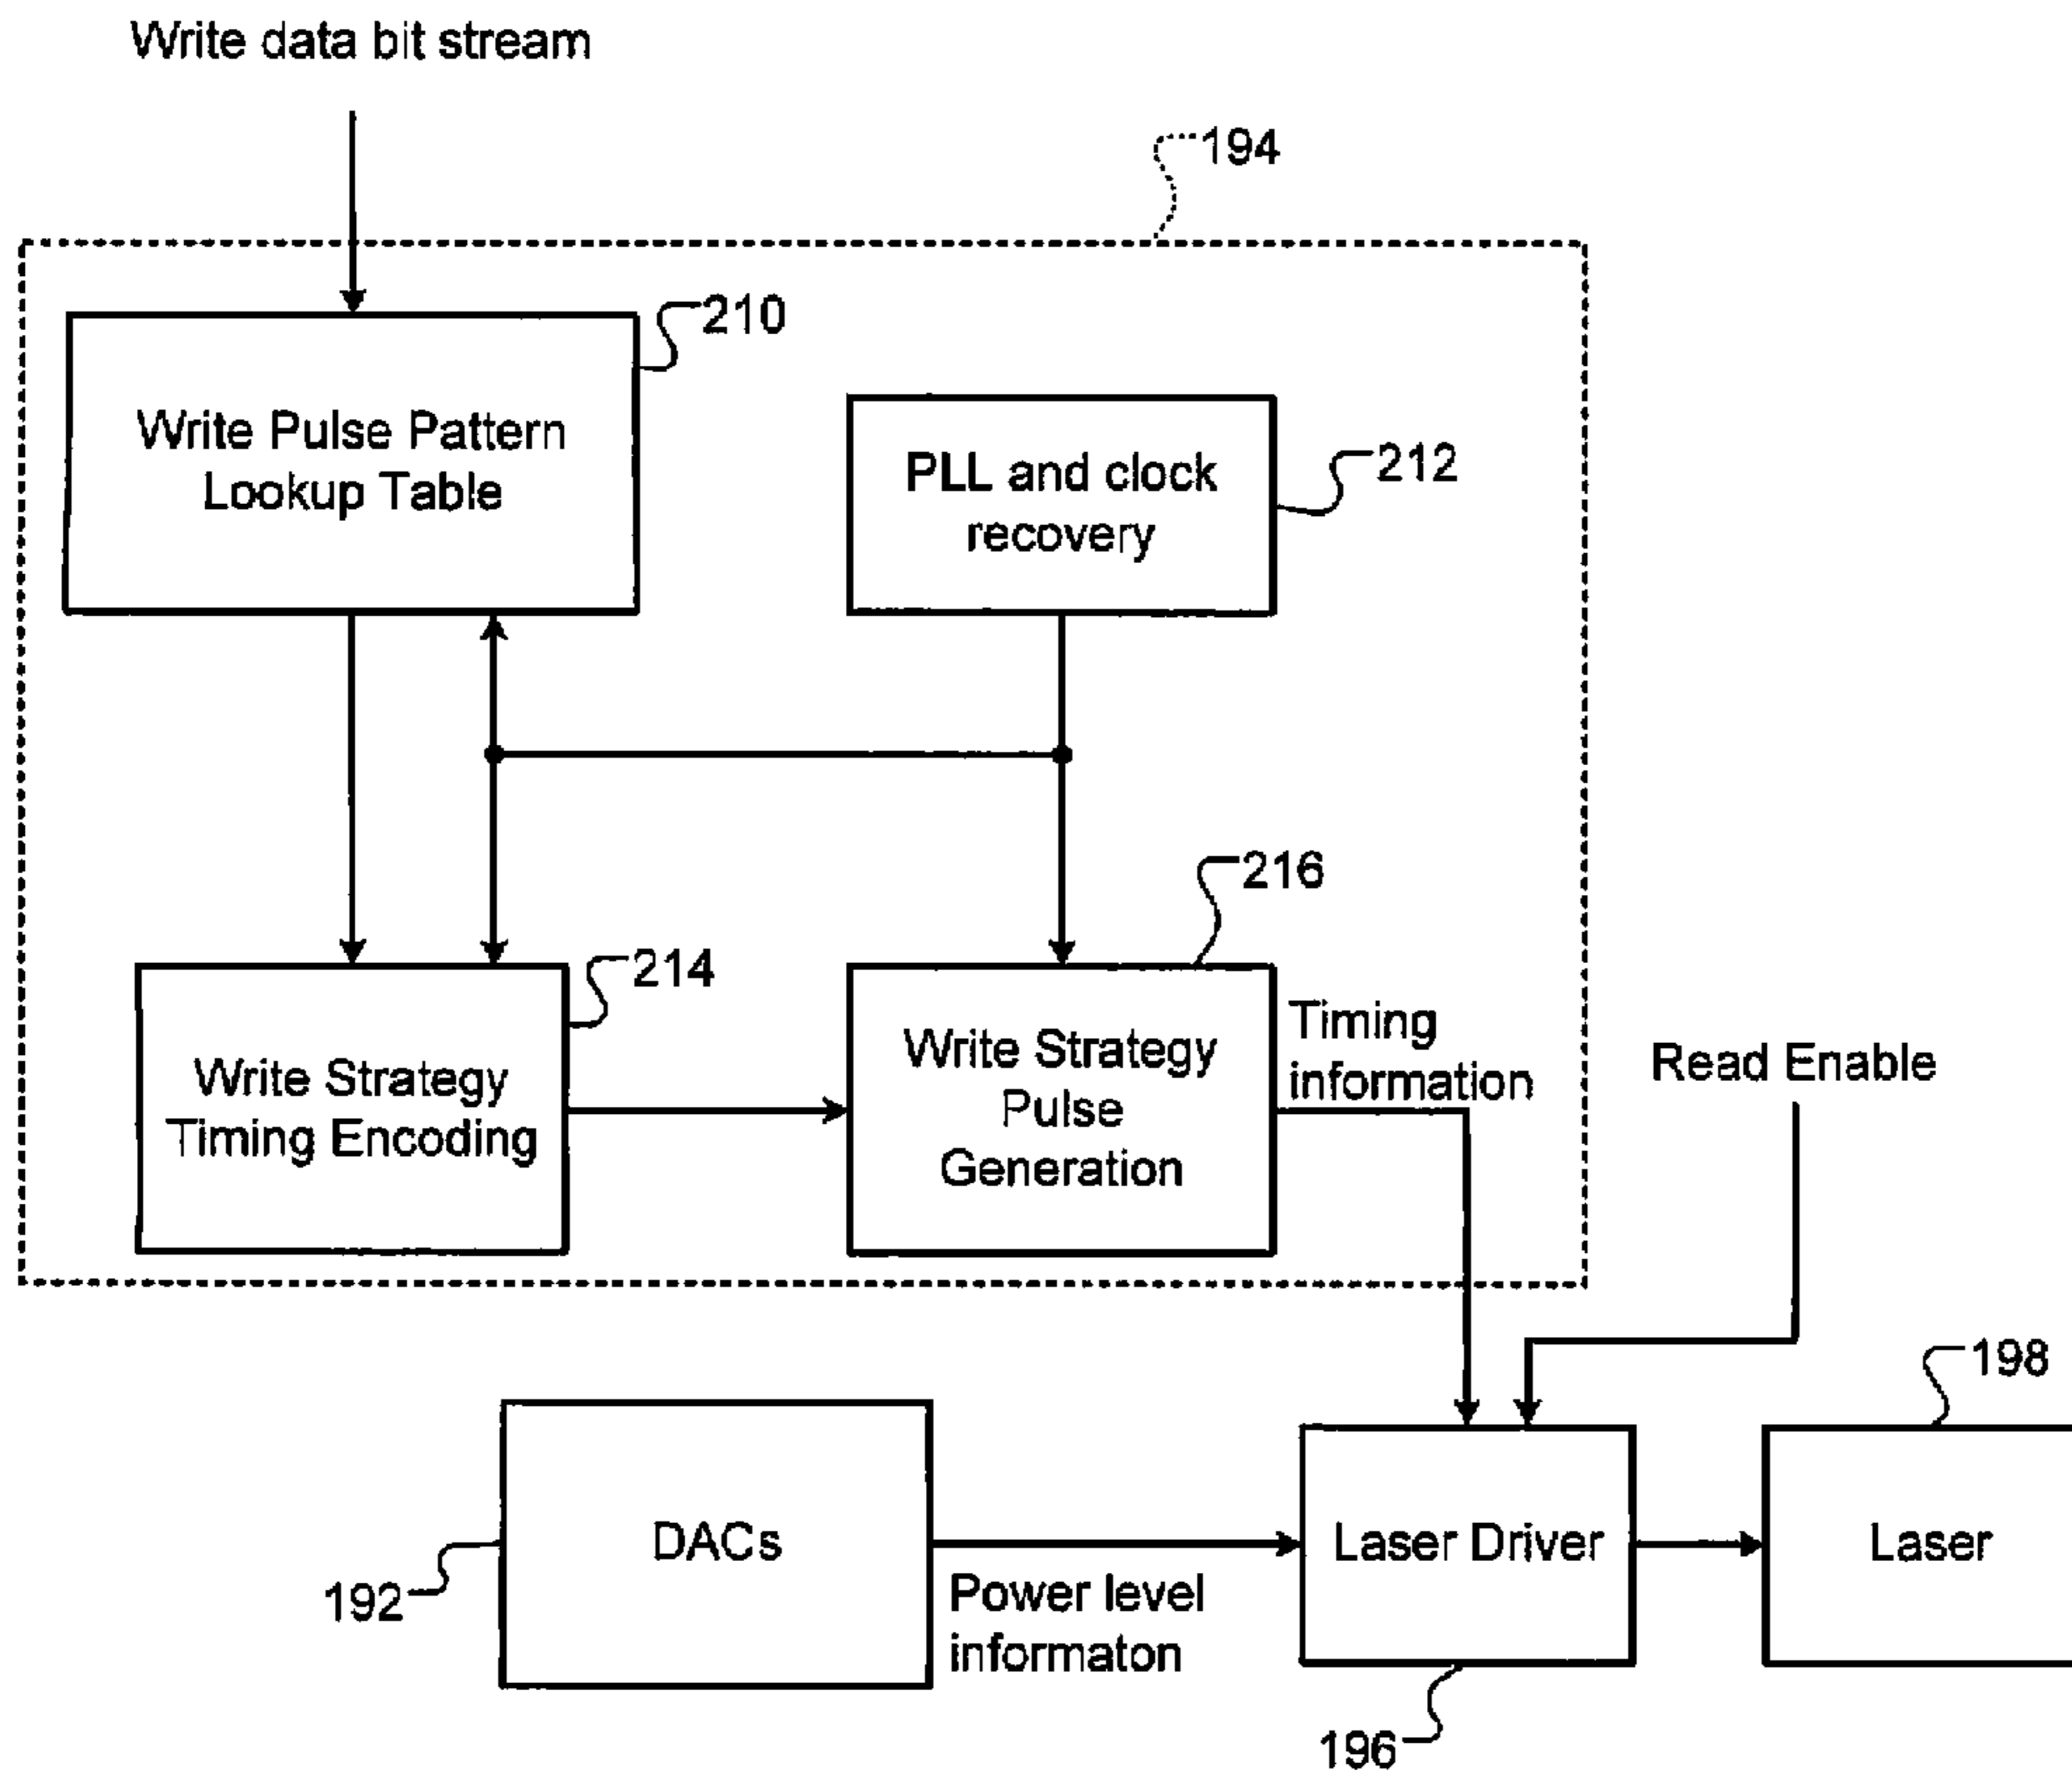 Write data bit stream
194
210
Write Pulse Pattern
Lookup Table
PLL and clock
recovery
212
216
214
Write Strategy
Timing Encoding
Write Strategy
Pulse
Generation
Timing
information
Read Enable
198
DACs
192
Power level
informaton
Laser Driver
196
Laser